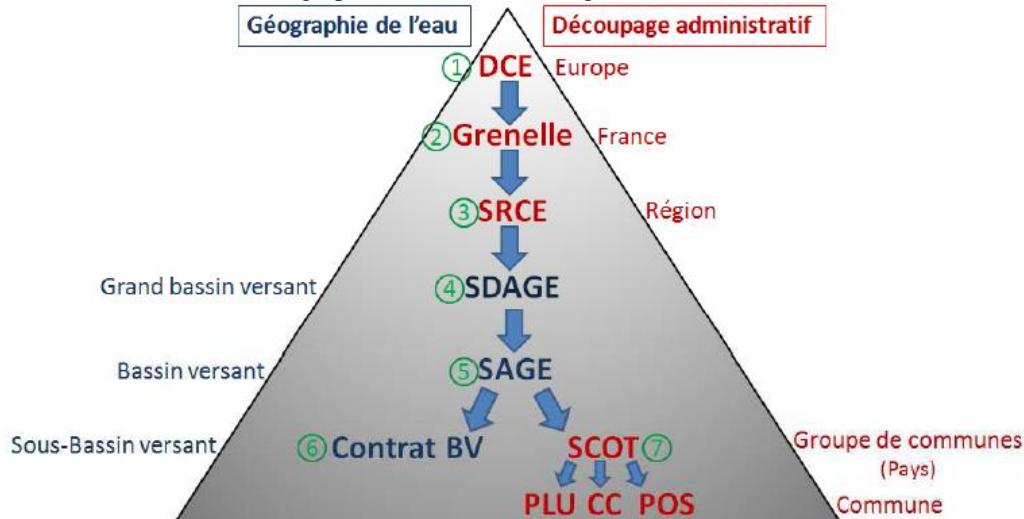 Géographie de l'eau
Découpage administratif
① DCE Europe
② Grenelle France
③ SRCE Région
Grand bassin versant ④ SDAGE
Bassin versant ⑤ SAGE
Sous-Bassin versant ⑥ Contrat BV SCOT ⑦ Groupe de communes
(Pays)
PLU CC POS Commune